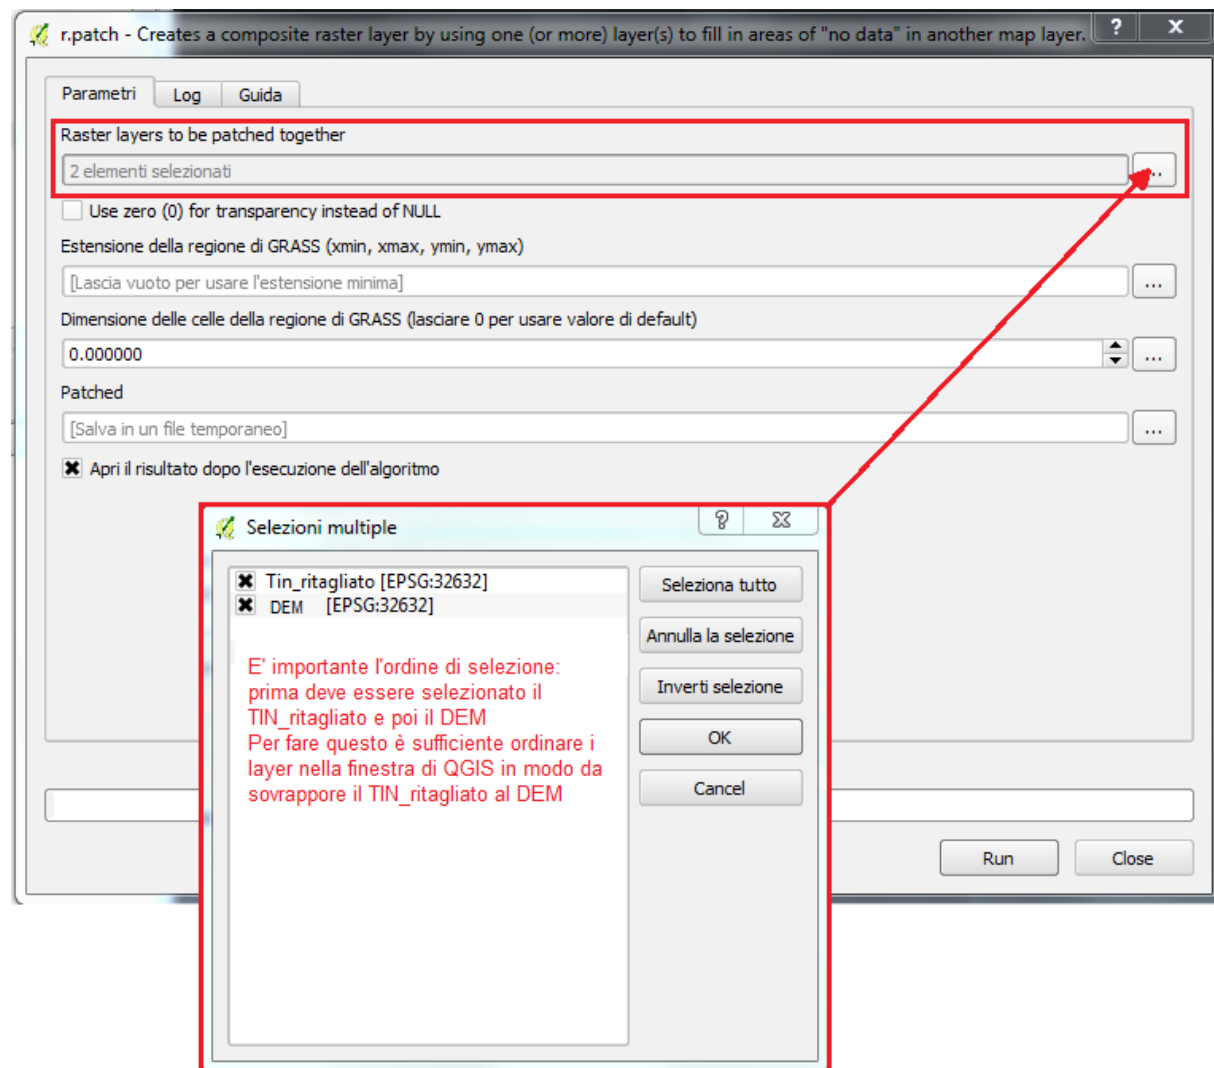 r.patch - Creates a composite raster layer by using one (or more) layer(s) to fill in areas of "no data" in another map layer.
? X
Parametri Log Guida
Raster layers to be patched together
2 elementi selezionati
...
Use zero (0) for transparency instead of NULL
Estensione della regione di GRASS (xmin, xmax, ymin, ymax)
[Lascia vuoto per usare l'estensione minima]
...
Dimensione delle celle della regione di GRASS (lasciare 0 per usare valore di default)
0.000000
...
Patched
[Salva in un file temporaneo]
...
Apri il risultato dopo l'esecuzione dell'algoritmo
Selezioni multiple
?
Tin_ritagliato [EPSG:32632]
DEM [EPSG:32632]
E' importante l'ordine di selezione:
prima deve essere selezionato il
TIN_ritagliato e poi il DEM
Per fare questo è sufficiente ordinare i
layer nella finestra di QGIS in modo da
sovrappore il TIN_ritagliato al DEM
Seleziona tutto
Annulla la selezione
Inverti selezione
OK
Cancel
Run Close